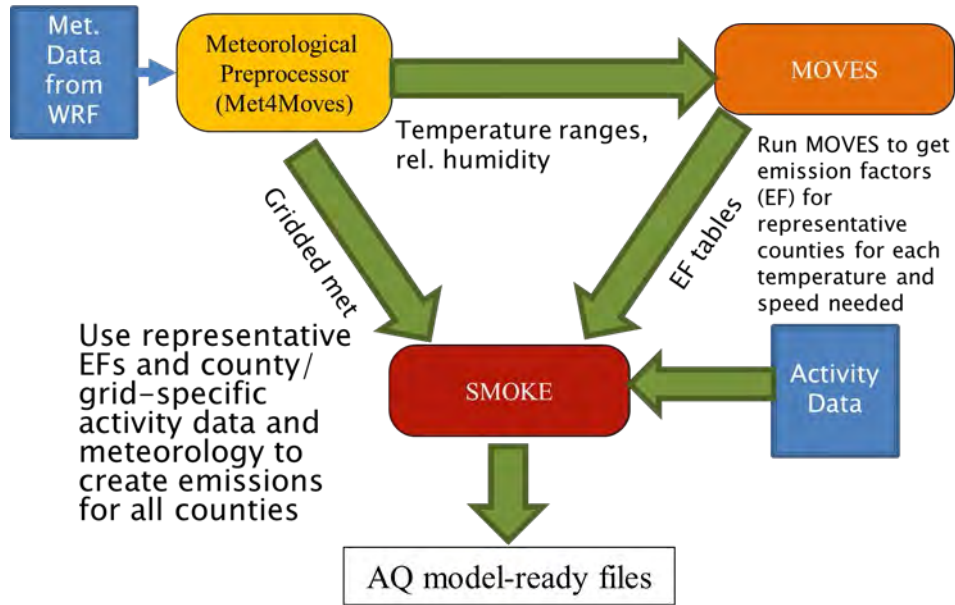 Met.
Data
from
WRF
Meteorological
Preprocessor
(Met4Moves)
MOVES
Temperature ranges,
rel. humidity
Run MOVES to get
emission factors
(EF) for
representative
counties for each
temperature and
speed needed
Gridded met
EF tables
Use representative
EFs and county/
grid-specific
activity data and
meteorology to
create emissions
for all counties
SMOKE
Activity
Data
AQ model-ready files